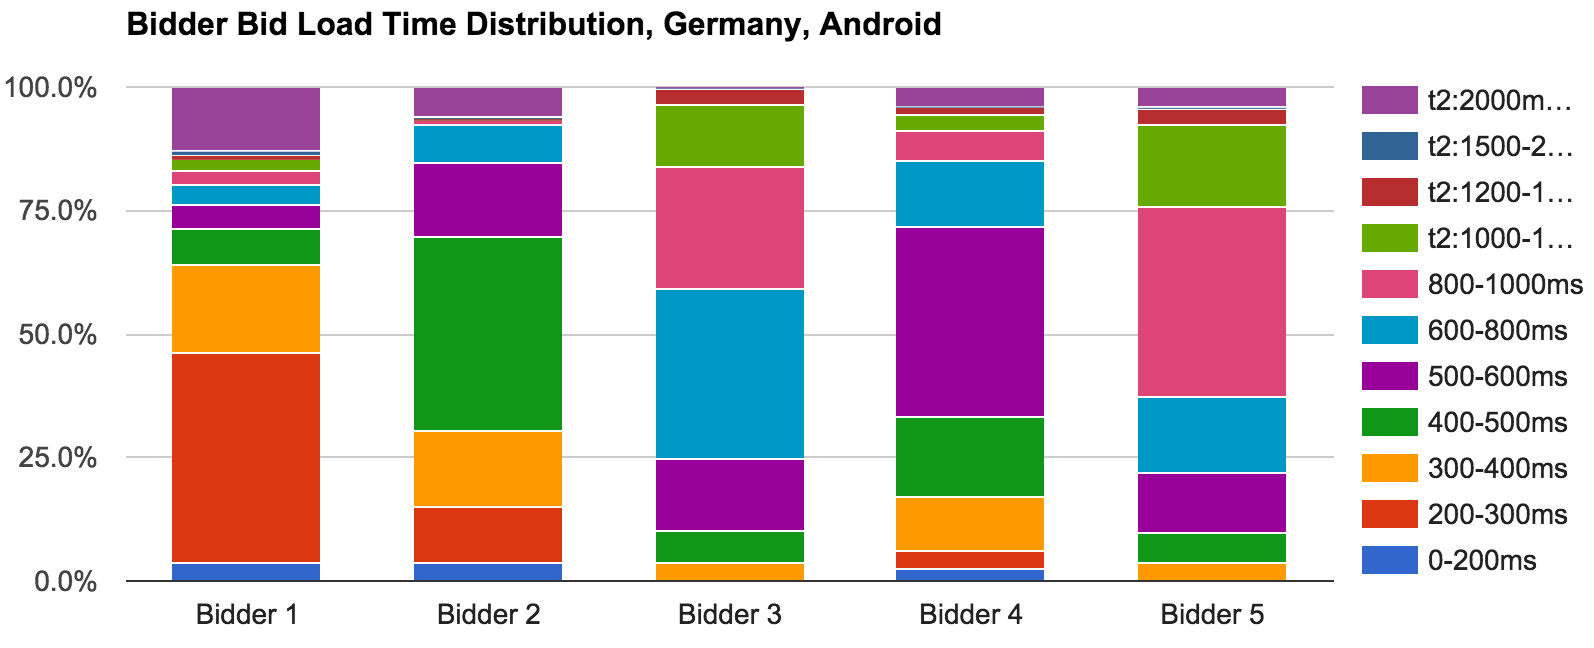 Bidder Bid Load Time Distribution, Germany, Android
100.0%
75.0%
50.0%
25.0%
0.0%
Bidder 1
Bidder 2
Bidder 3
Bidder 4
Bidder 5
t2:2000m...
t2:1500-2...
t2:1200-1...
t2:1000-1...
800-1000ms
600-800ms
500-600ms
400-500ms
300-400ms
200-300ms
0-200ms